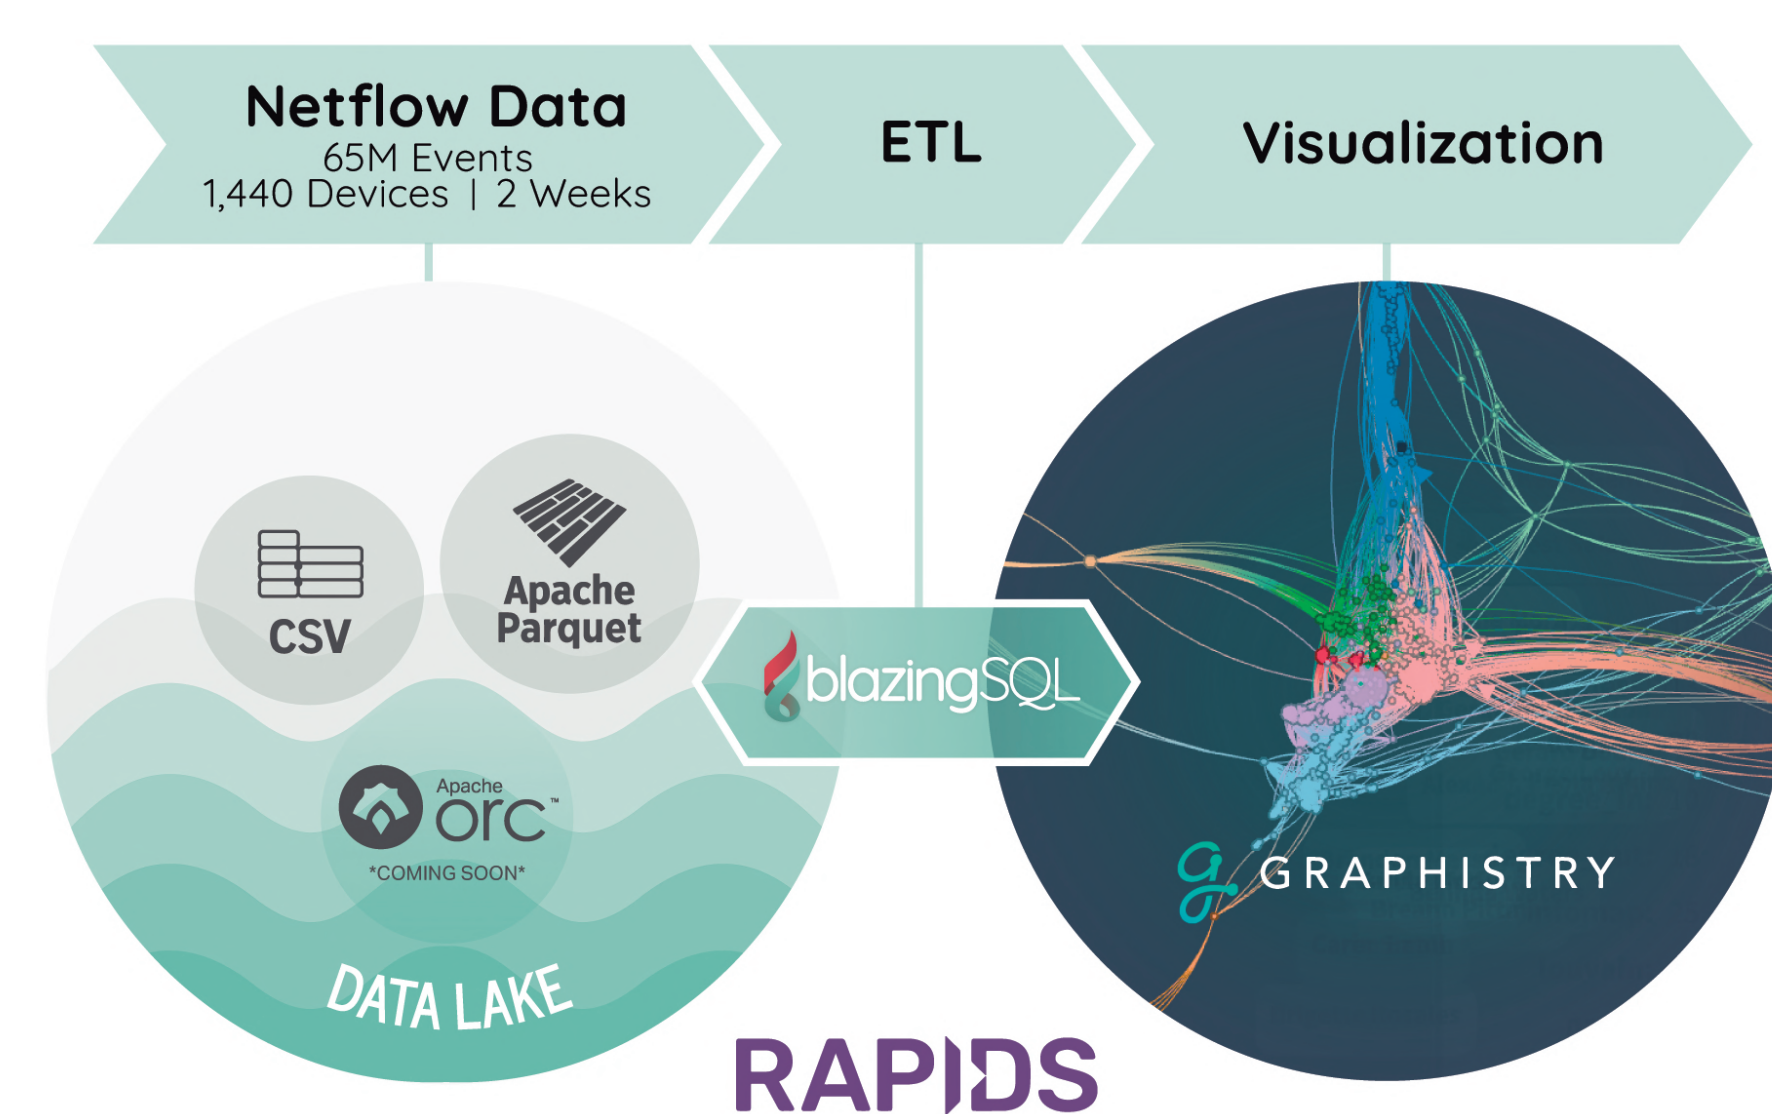 Netflow Data
65M Events
1,440 Devices | 2 Weeks
ETL
Visualization
CSV
Apache
Parquet
blazingSQL
Apache
orc™
*COMING SOON*
DATA LAKE
GRAPHISTRY
RAPIDS